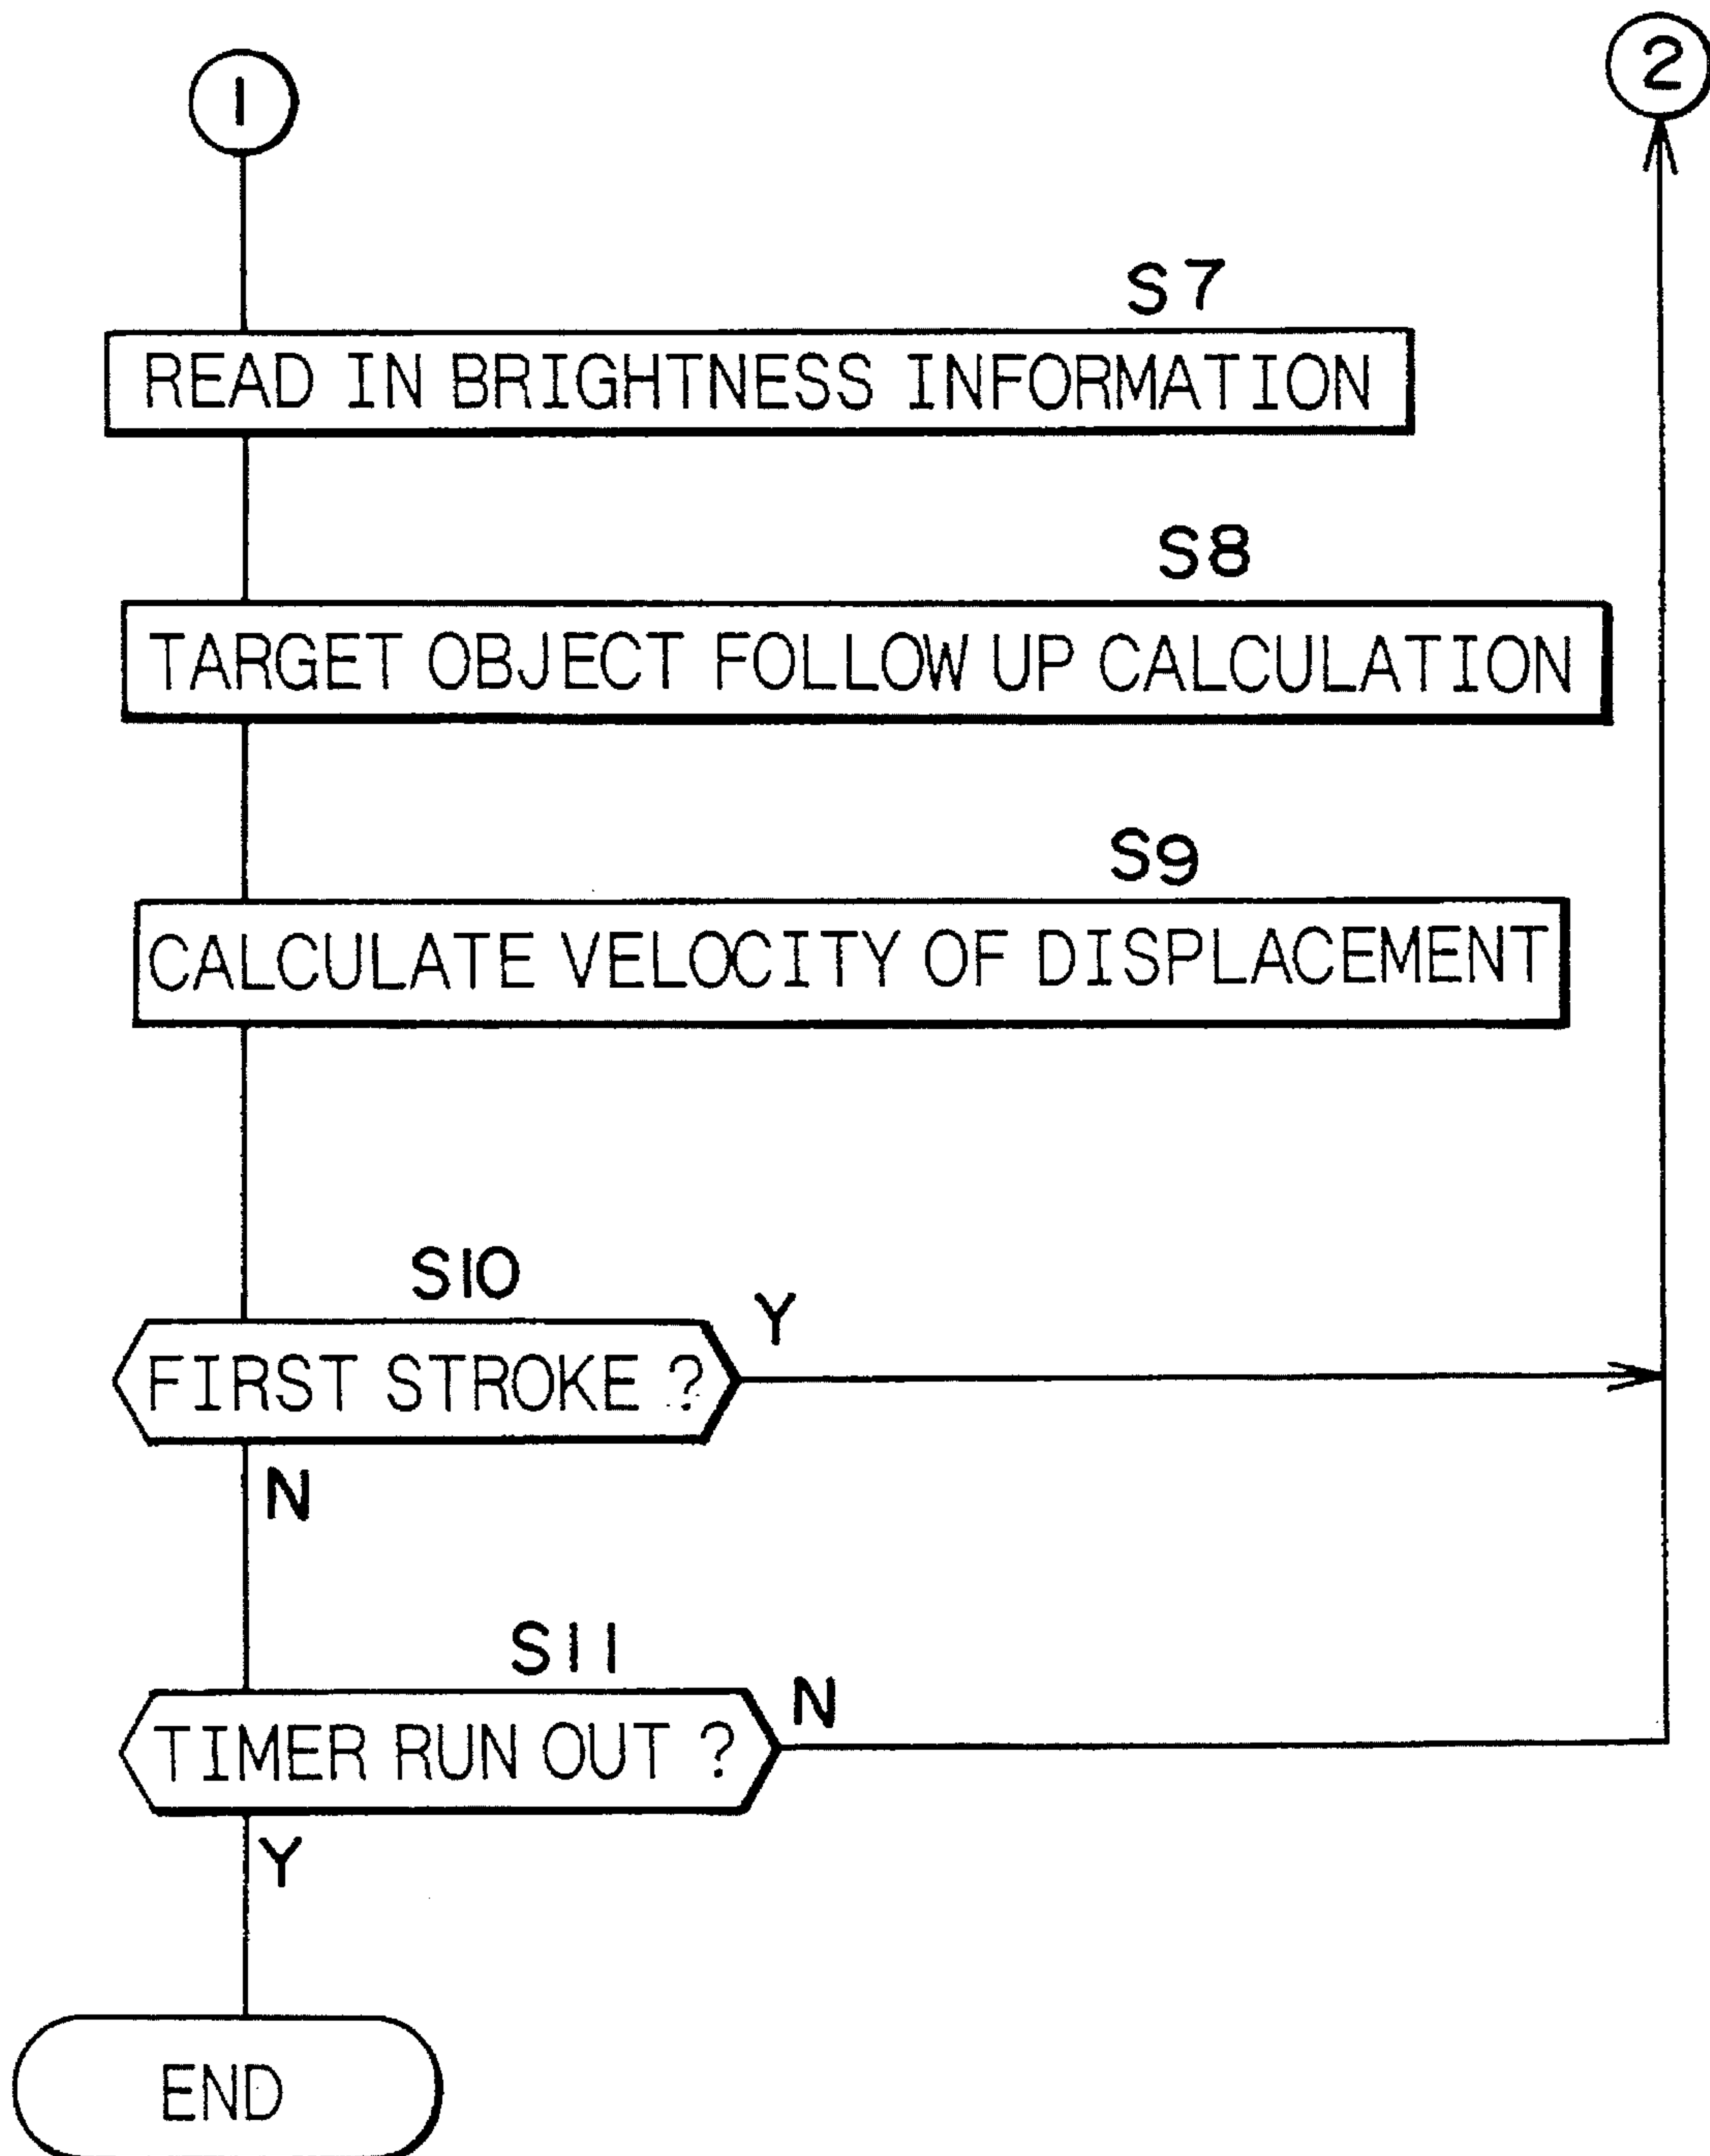 1
2
S7
READ IN BRIGHTNESS INFORMATION
S8
TARGET OBJECT FOLLOW UP CALCULATION
S9
CALCULATE VELOCITY OF DISPLACEMENT
S10
Y
FIRST STROKE ?
N
S11
N
TIMER RUN OUT ?
Y
END